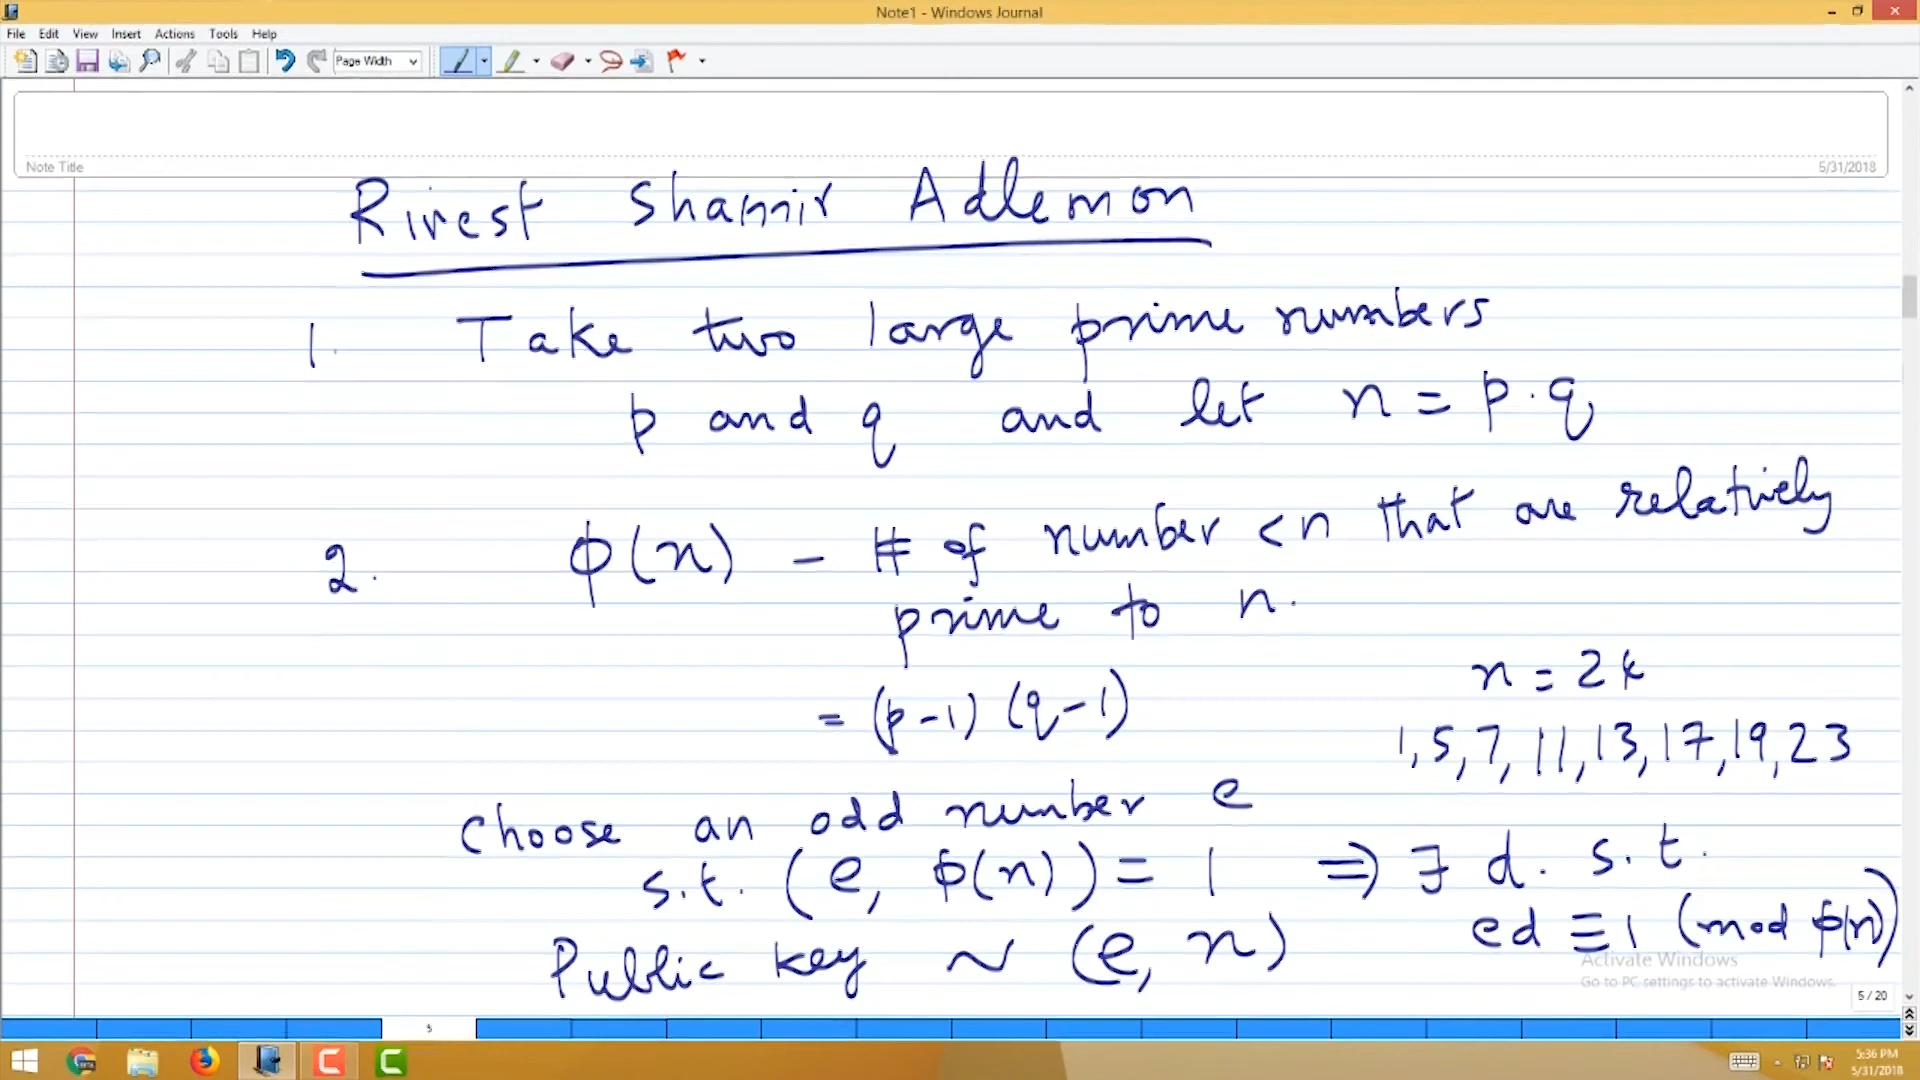 Note1 - Windows Journal
File Edit View Insert Actions Tools Help
Page Width
Note Title
5/31/2018
Rivest Shamir Adlemon
1. Take two large prime numbers
p and q and let n = p.q
2. ϕ(n) - # of number <n that are relatively
prime to n.
= (p-1) (q-1)
n = 24
1,5,7,11,13,17,19,23
Choose an odd number e
s.t. (e, ϕ(n)) = 1 ⇒ ∃ d. s.t.
ed ≡ 1 (mod ϕ(n))
Public key ~ (e, n)
Activate Windows
Go to PC settings to activate Windows.
5 / 20
5
5:36 PM
5/31/2018